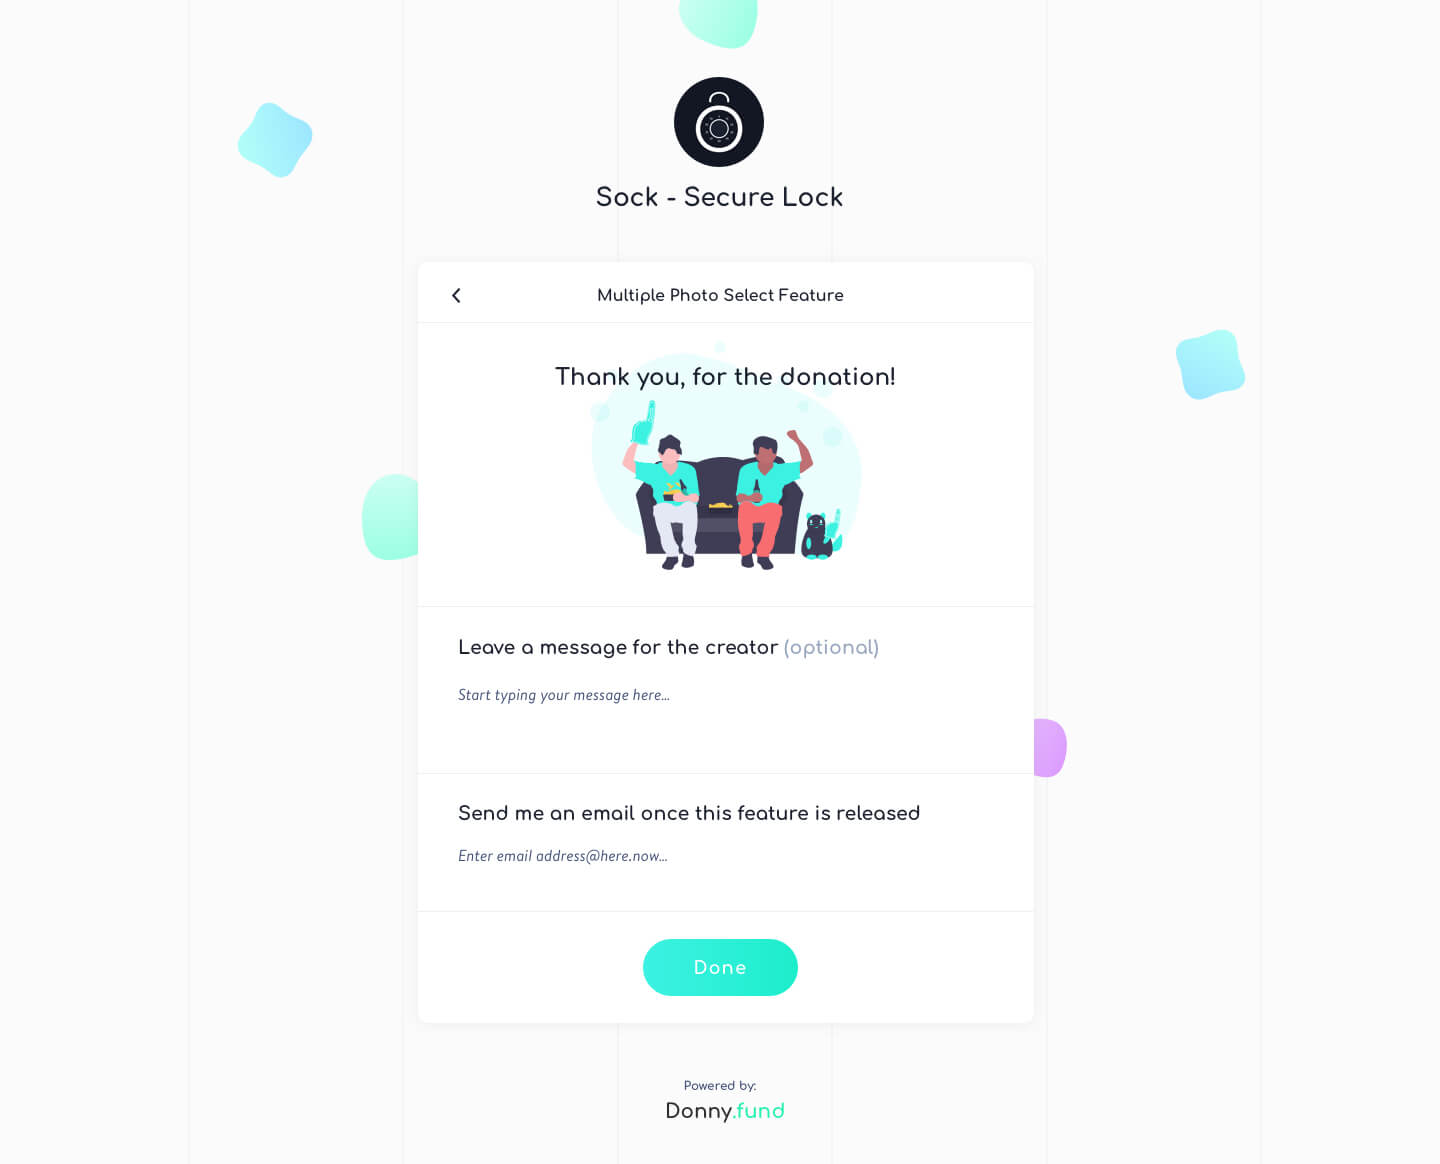 Sock - Secure Lock
Multiple Photo Select Feature
Thank you, for the donation!
Leave a message for the creator (optional)
Start typing your message here...
Send me an email once this feature is released
Enter email address@here.now...
Done
Powered by:
Donny.fund